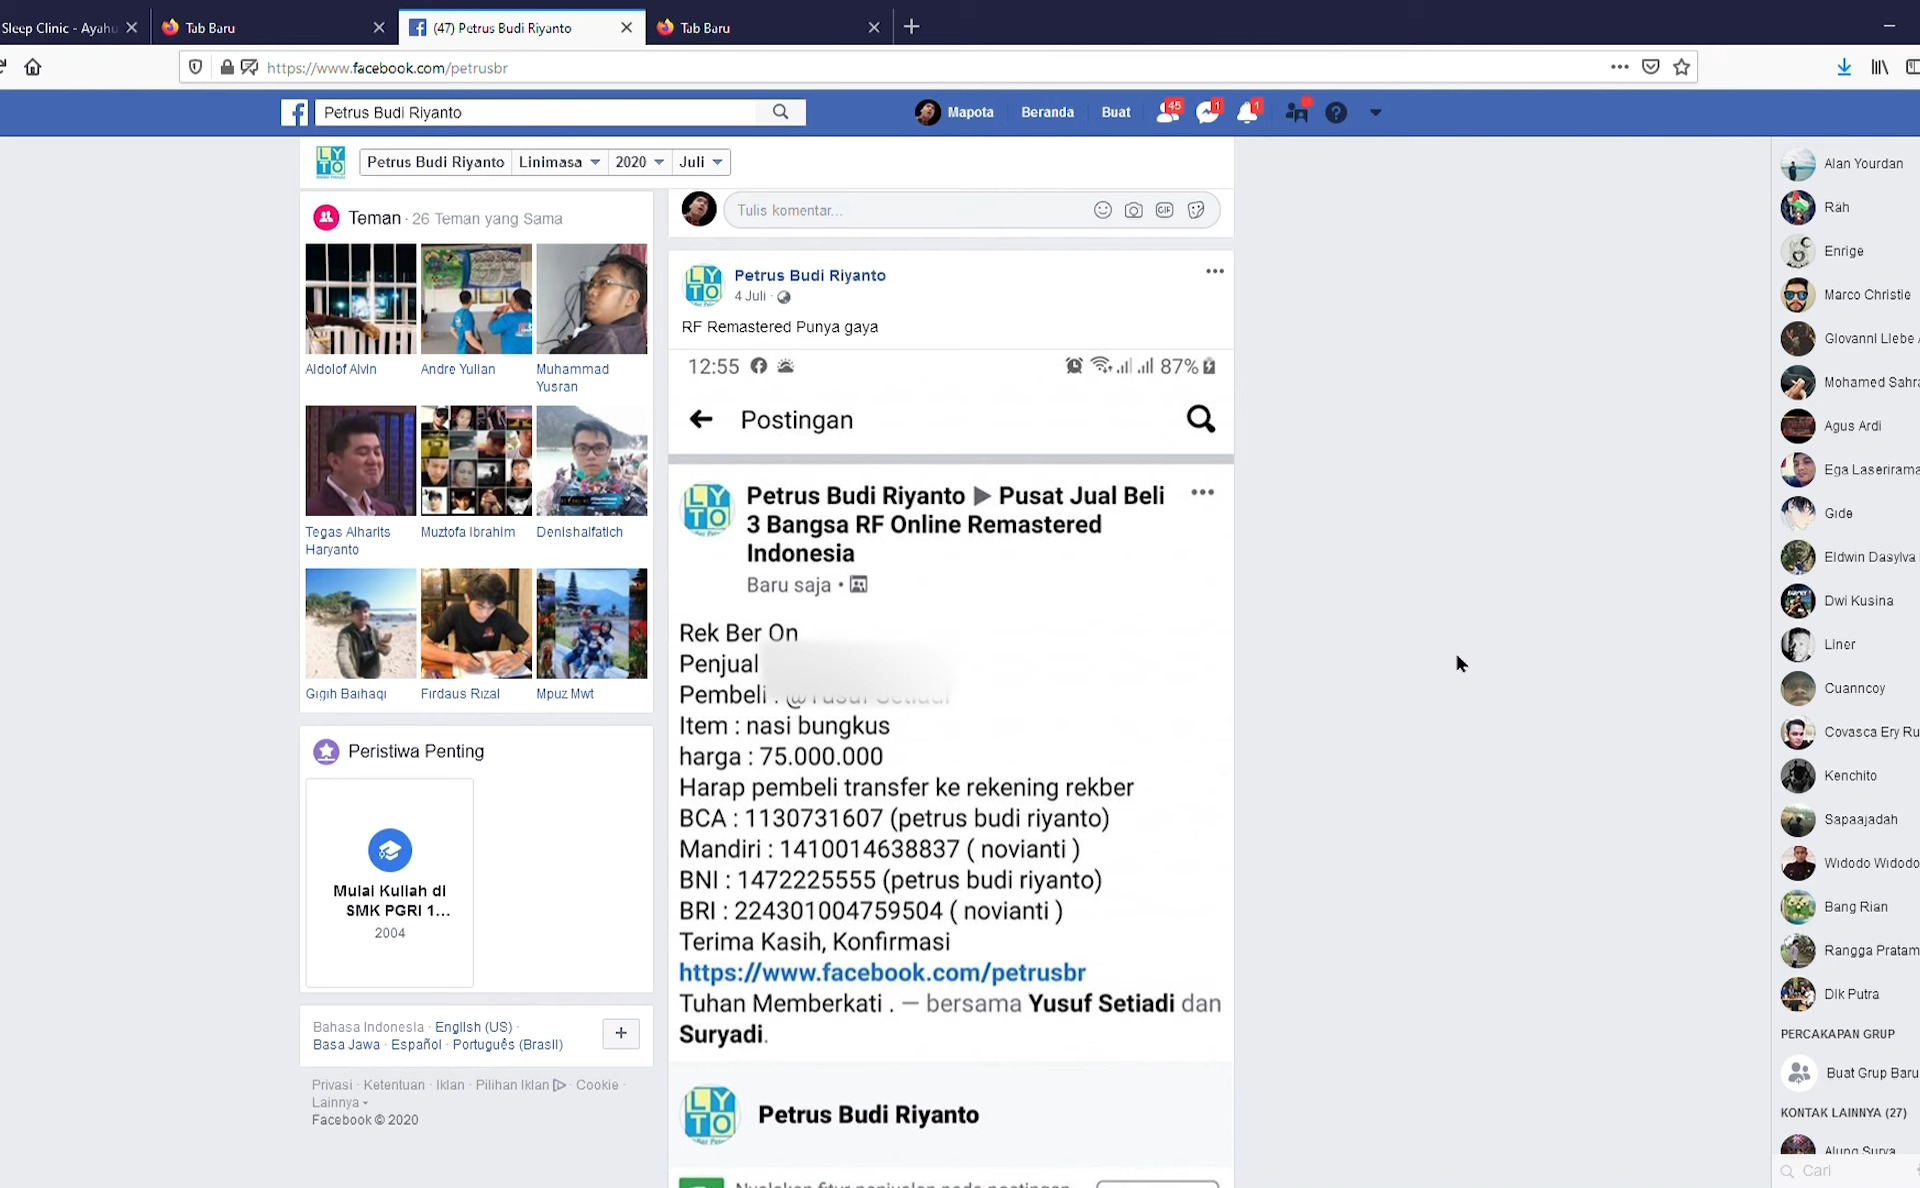 Sleep Clinic - Ayahu
Tab Baru
(47) Petrus Budi Riyanto
Tab Baru
https://www.facebook.com/petrusbr
Petrus Budi Riyanto
Mapota
Beranda
Buat
45
1
1
LYTO
Petrus Budi Riyanto
Linimasa
2020
Juli
Teman · 26 Teman yang Sama
Aldolof Alvin
Andre Yulian
Muhammad
Yusran
Tegas Alharits
Haryanto
Muztofa Ibrahim
Denishalfatich
Gigih Baihaqi
Firdaus Rizal
Mpuz Mwt
Peristiwa Penting
Mulai Kuliah di
SMK PGRI 1...
2004
Bahasa Indonesia · English (US) ·
Basa Jawa · Español · Português (Brasil)
Privasi · Ketentuan · Iklan · Pilihan Iklan · Cookie ·
Lainnya
Facebook © 2020
Tulis komentar...
GIF
LYTO
Petrus Budi Riyanto
4 Juli ·
RF Remastered Punya gaya
12:55
87%
Postingan
LYTO
Petrus Budi Riyanto ▶ Pusat Jual Beli
3 Bangsa RF Online Remastered
Indonesia
Baru saja •
Rek Ber On
Penjual
Pembeli : @Yusuf Setiadi
Item : nasi bungkus
harga : 75.000.000
Harap pembeli transfer ke rekening rekber
BCA : 1130731607 (petrus budi riyanto)
Mandiri : 1410014638837 ( novianti )
BNI : 1472225555 (petrus budi riyanto)
BRI : 224301004759504 ( novianti )
Terima Kasih, Konfirmasi
https://www.facebook.com/petrusbr
Tuhan Memberkati . — bersama Yusuf Setiadi dan
Suryadi.
LYTO
Petrus Budi Riyanto
Alan Yourdan
Rah
Enrige
Marco Christie
Giovanni Liebe
Mohamed Sahra
Agus Ardi
Ega Laserirama
Gide
Eldwin Dasylva
Dwi Kusina
Liner
Cuanncoy
Covasca Ery Ru
Kenchito
Sapaajadah
Widodo Widodo
Bang Rian
Rangga Pratam
Dik Putra
PERCAKAPAN GRUP
Buat Grup Baru
KONTAK LAINNYA (27)
Alung Surya
Cari